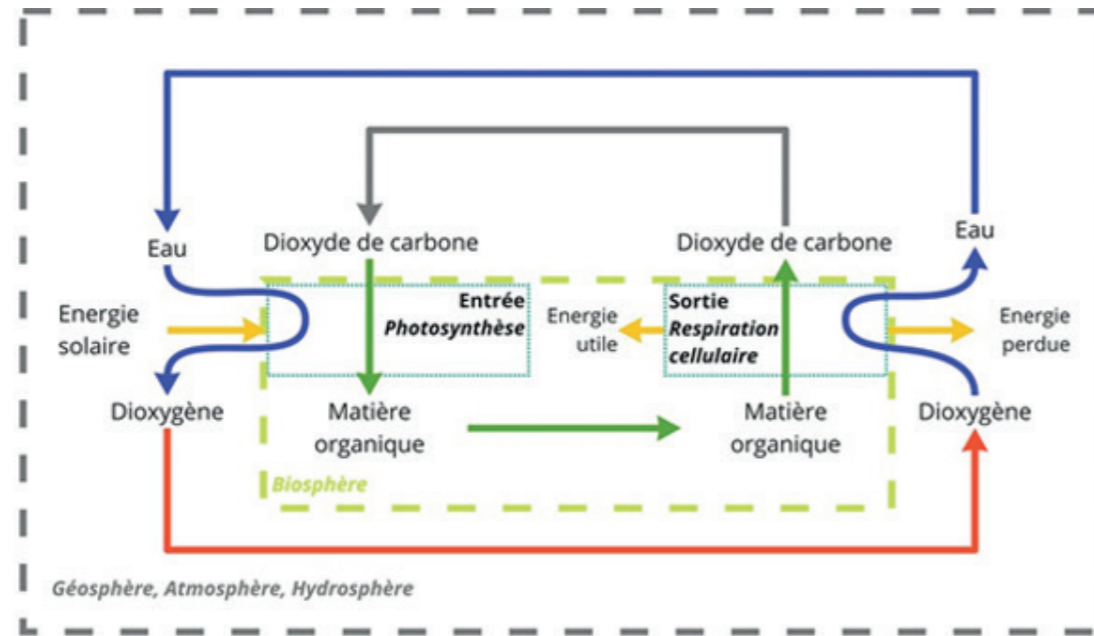 Eau
Dioxyde de carbone
Dioxyde de carbone
Eau
Energie
solaire
Entrée
Photosynthèse
Energie
utile
Sortie
Respiration
cellulaire
Energie
perdue
Dioxygène
Matière
organique
Matière
organique
Dioxygène
Biosphère
Géosphère, Atmosphère, Hydrosphère